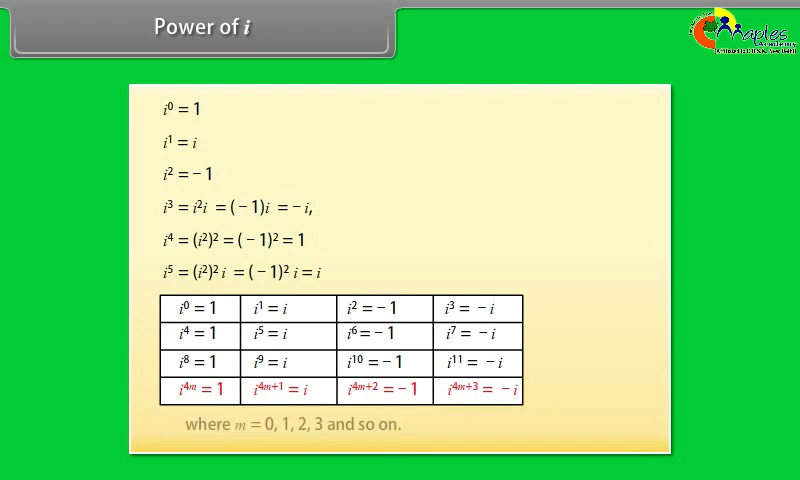 Power of i
aples
Academy
i⁰ = 1
i¹ = i
i² = – 1
i³ = i²i = (– 1)i = – i,
i⁴ = (i²)² = (– 1)² = 1
i⁵ = (i²)² i = (– 1)² i = i
i⁰ = 1 i¹ = i i² = – 1 i³ = – i
i⁴ = 1 i⁵ = i i⁶ = – 1 i⁷ = – i
i⁸ = 1 i⁹ = i i¹⁰ = – 1 i¹¹ = – i
i⁴ᵐ = 1 i⁴ᵐ⁺¹ = i i⁴ᵐ⁺² = – 1 i⁴ᵐ⁺³ = – i
where m = 0, 1, 2, 3 and so on.